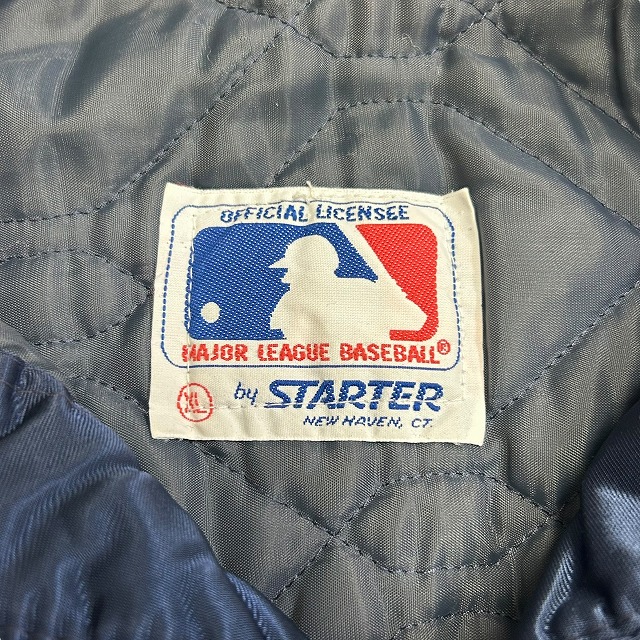 OFFICIAL LICENSEE
MAJOR LEAGUE BASEBALL®
XL by STARTER
NEW HAVEN, CT.